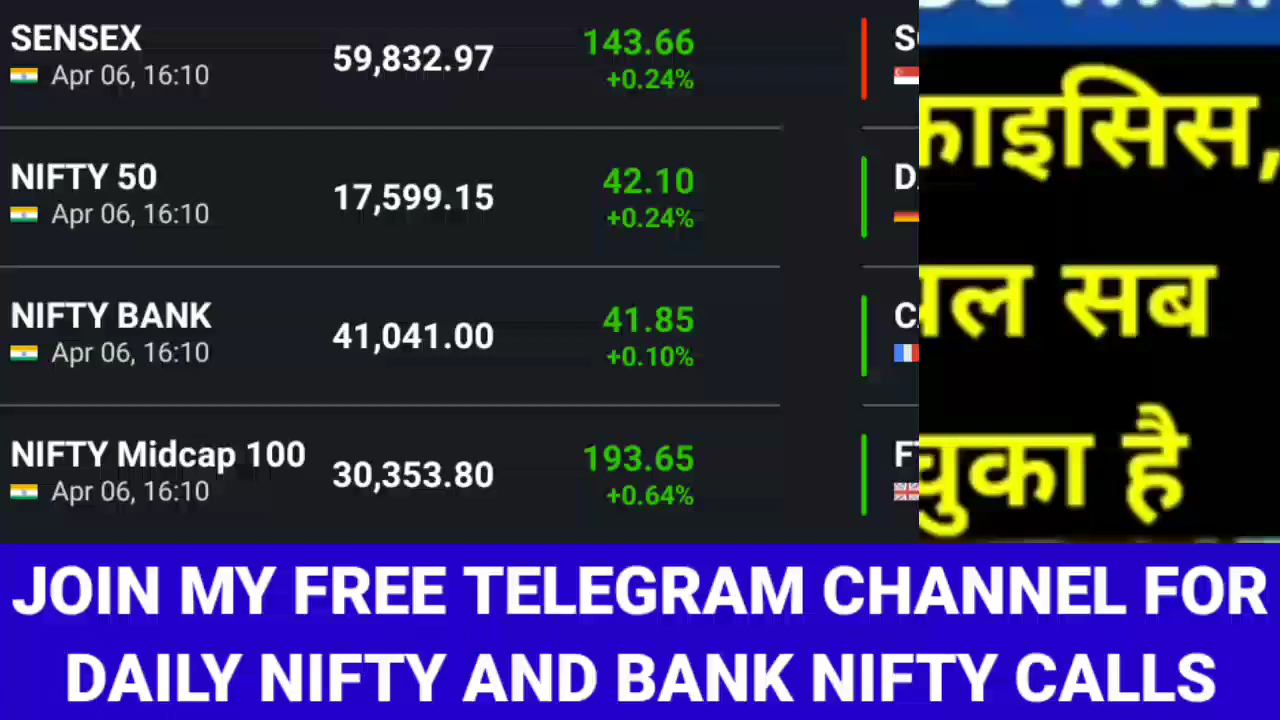 SENSEX
Apr 06, 16:10
59,832.97
143.66
+0.24%
NIFTY 50
Apr 06, 16:10
17,599.15
42.10
+0.24%
NIFTY BANK
Apr 06, 16:10
41,041.00
41.85
+0.10%
NIFTY Midcap 100
Apr 06, 16:10
30,353.80
193.65
+0.64%
सब
है
JOIN MY FREE TELEGRAM CHANNEL FOR
DAILY NIFTY AND BANK NIFTY CALLS